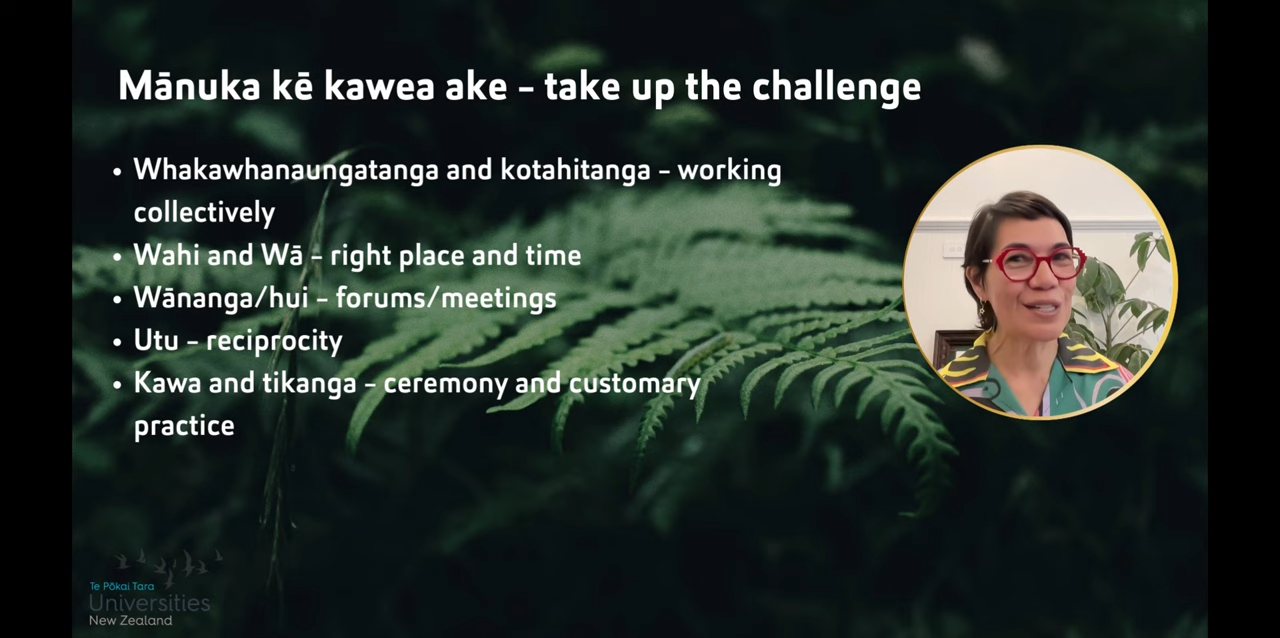 Mānuka kē kawea ake – take up the challenge
• Whakawhanaungatanga and kotahitanga – working
collectively
• Wahi and Wā – right place and time
• Wānanga/hui – forums/meetings
• Utu – reciprocity
• Kawa and tikanga – ceremony and customary
practice
Te Pōkai Tara
Universities
New Zealand